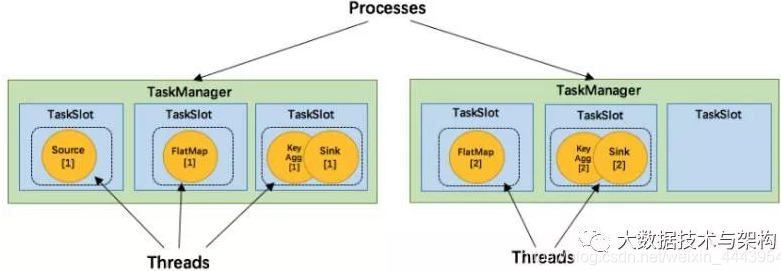 Processes
TaskManager
TaskSlot
TaskSlot
TaskSlot
Source
[1]
FlatMap
[1]
Key
Agg
[1]
Sink
[1]
TaskManager
TaskSlot
TaskSlot
TaskSlot
FlatMap
[2]
Key
Agg
[2]
Sink
[2]
Threads
Threads
大数据技术与架构
blog.csdn.net/weixin_444395